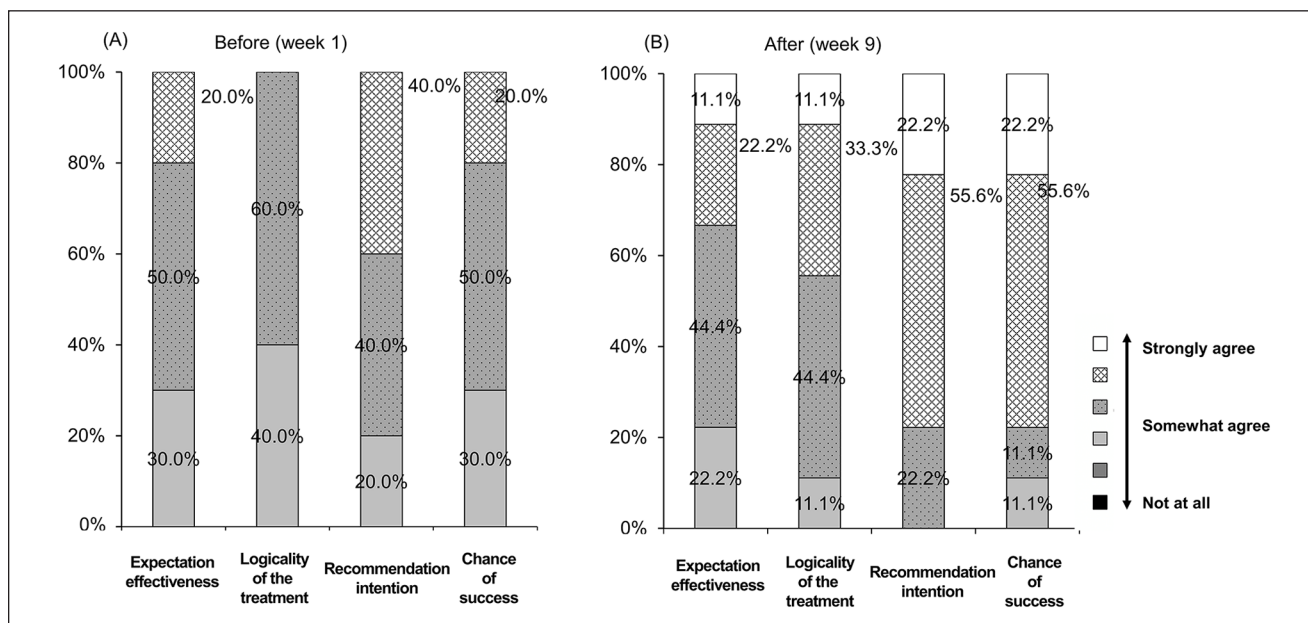 (A)
Before (week 1)
100%
80%
60%
40%
20%
0%
20.0%
50.0%
30.0%
60.0%
40.0%
40.0%
40.0%
20.0%
20.0%
50.0%
30.0%
Expectation
effectiveness
Logicality
of the
treatment
Recommendation
intention
Chance
of
success
(B)
After (week 9)
100%
80%
60%
40%
20%
0%
11.1%
22.2%
44.4%
22.2%
11.1%
33.3%
44.4%
11.1%
22.2%
55.6%
22.2%
22.2%
55.6%
11.1%
11.1%
Expectation
effectiveness
Logicality
of the
treatment
Recommendation
intention
Chance
of
success
Strongly agree
Somewhat agree
Not at all